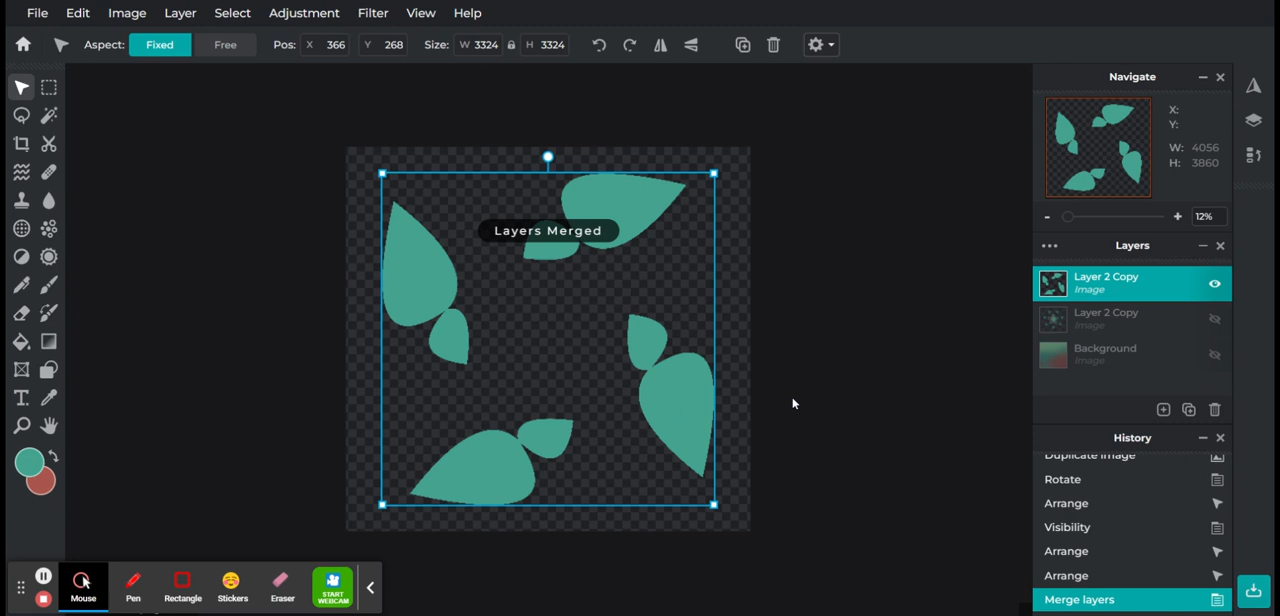 File Edit Image Layer Select Adjustment Filter View Help
Aspect: Fixed Free Pos: X 366 Y 268 Size: W 3324 H 3324
Navigate
X:
Y:
W: 4056
H: 3860
- + 12%
Layers
Layers Merged
Layer 2 Copy
Image
Layer 2 Copy
Image
Background
Image
History
Duplicate image
Rotate
Arrange
Visibility
Arrange
Arrange
Merge layers
Mouse Pen Rectangle Stickers Eraser START
WEBCAM